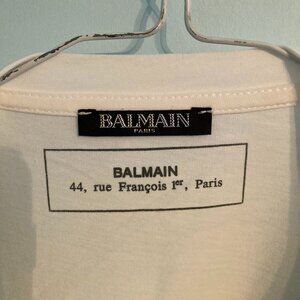 BALMAIN
PARIS
BALMAIN
44, rue François 1er, Paris